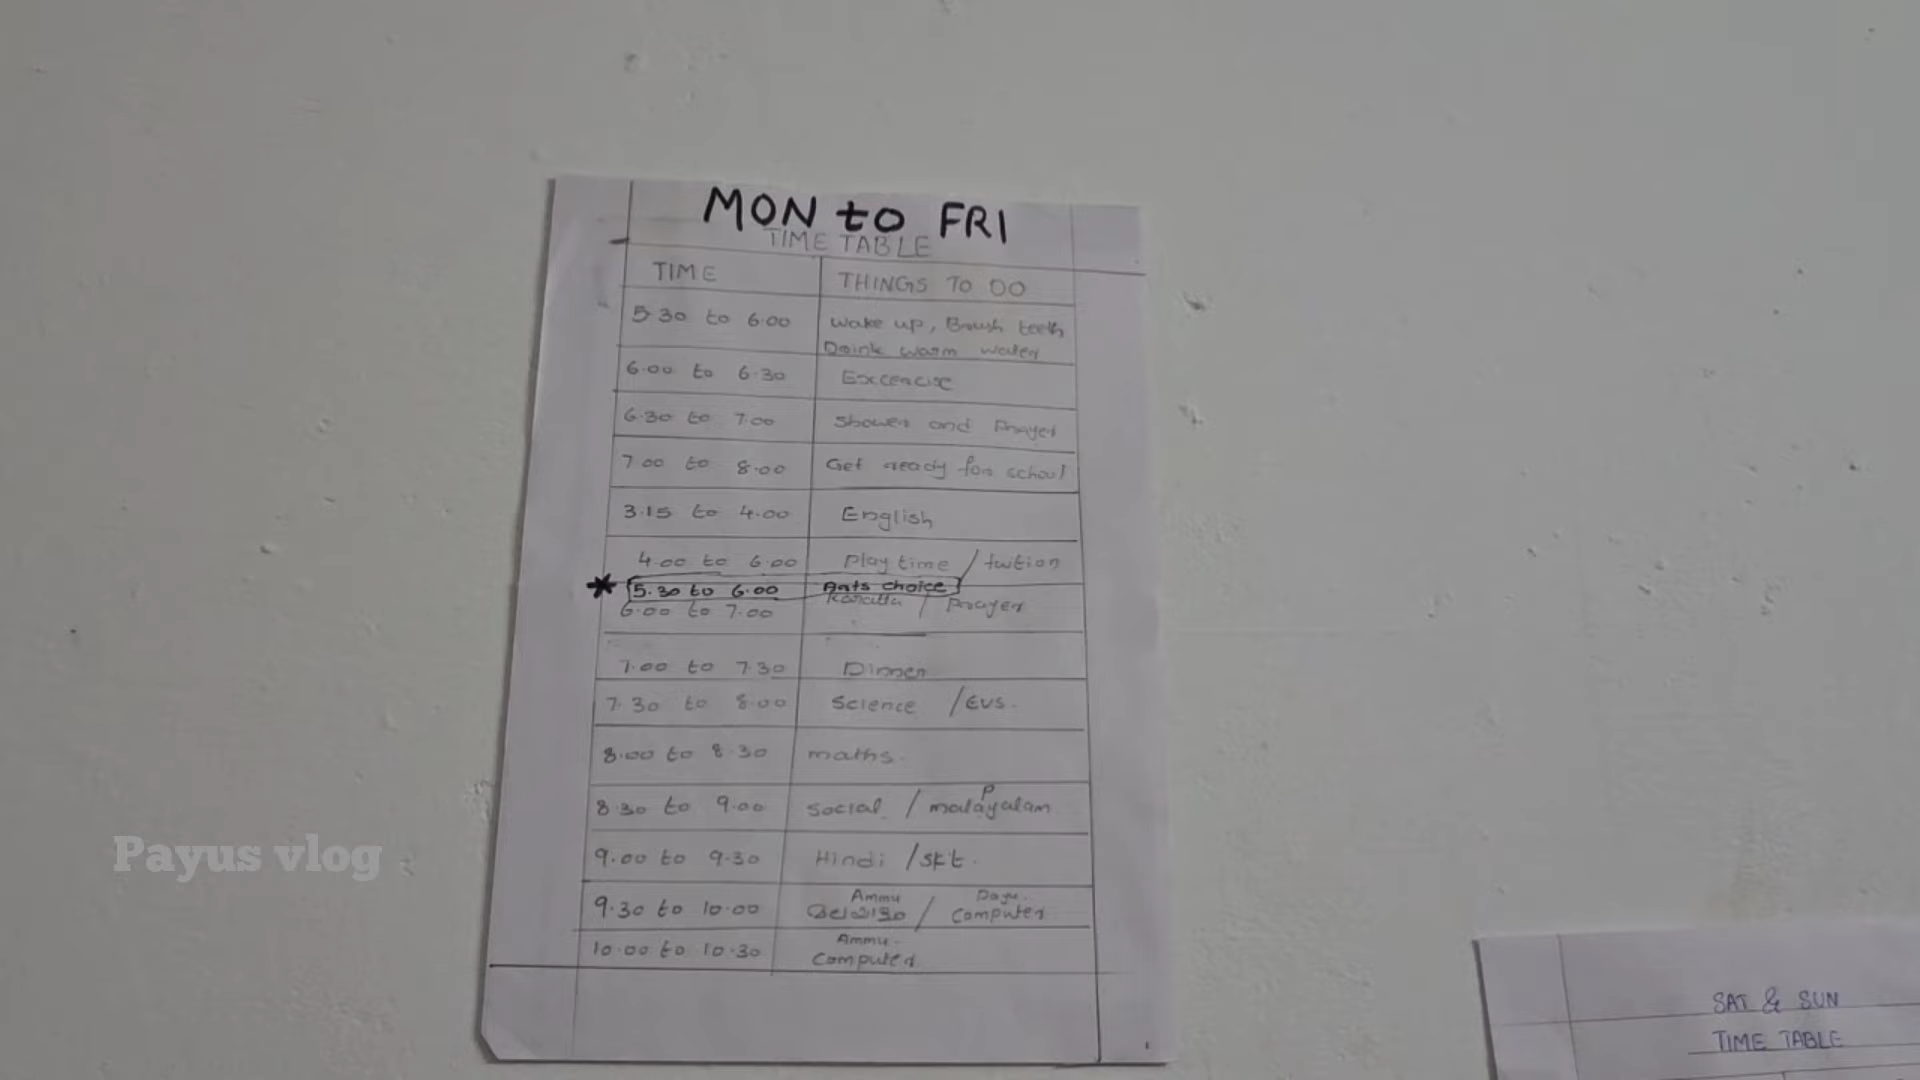 MON to FRI
TIME TABLE
TIME THINGS TO DO
5.30 to 6.00 Wake up, Brush teeth
Drink warm water
6.00 to 6.30 Excercise
6.30 to 7.00 Shower and Prayer
7.00 to 8.00 Get ready for school
3.15 to 4.00 English
4.00 to 6.00 Play time / tuition
* 5.30 to 6.00 Arts choice
6.00 to 7.00 / Prayer
7.00 to 7.30 Dinner
7.30 to 8.00 Science / EVS.
8.00 to 8.30 maths.
8.30 to 9.00 Social / malayalam
P
9.00 to 9.30 Hindi / Skt.
Ammu
9.30 to 10.00 / Computer
Ammu -
10.00 to 10.30 Computer
Payus vlog
SAT & SUN
TIME TABLE